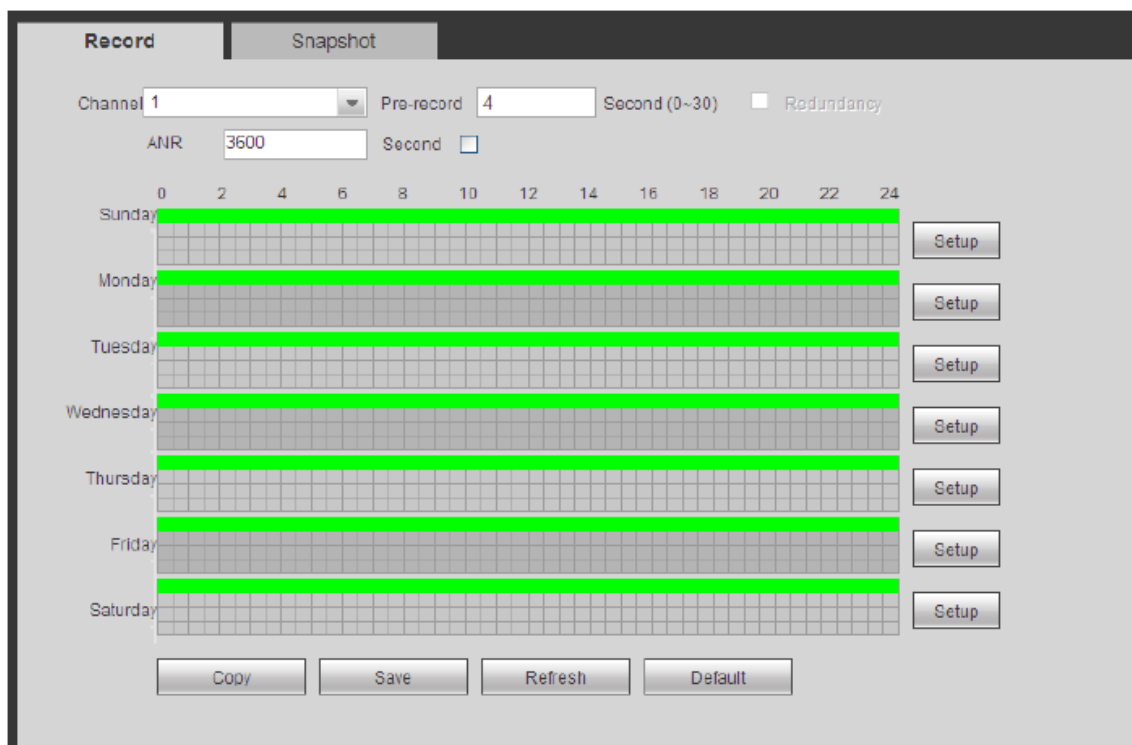 Record Snapshot
Channel 1 Pre-record 4 Second (0~30) Redundancy
ANR 3600 Second
0 2 4 6 8 10 12 14 16 18 20 22 24
Sunday Setup
Monday Setup
Tuesday Setup
Wednesday Setup
Thursday Setup
Friday Setup
Saturday Setup
Copy Save Refresh Default